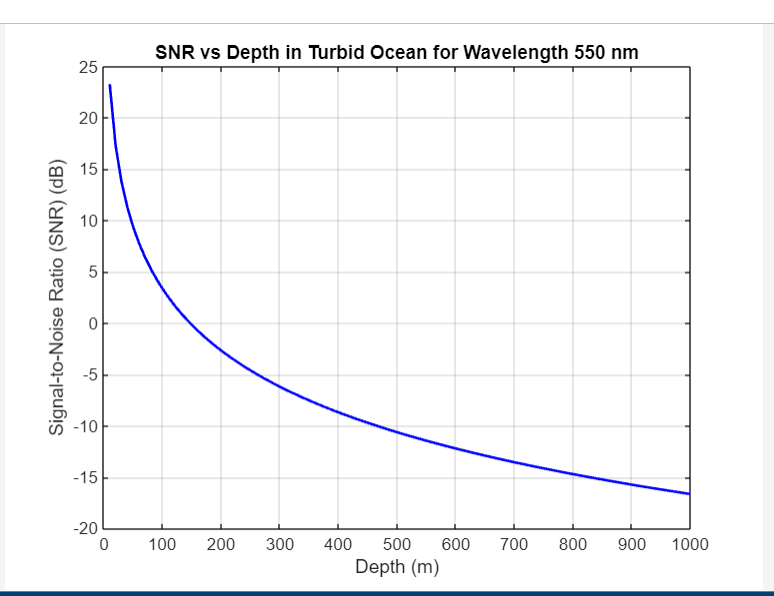 SNR vs Depth in Turbid Ocean for Wavelength 550 nm
25
20
15
10
5
0
-5
-10
-15
-20
Signal-to-Noise Ratio (SNR) (dB)
0 100 200 300 400 500 600 700 800 900 1000
Depth (m)